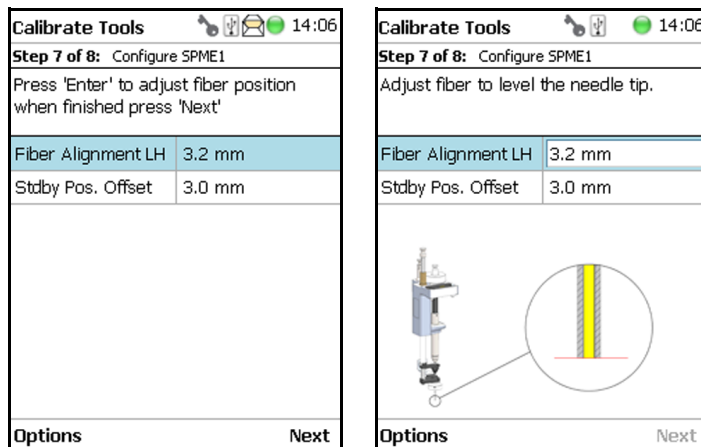 Calibrate Tools 14:06
Step 7 of 8: Configure SPME1
Press 'Enter' to adjust fiber position
when finished press 'Next'
Fiber Alignment LH 3.2 mm
Stdby Pos. Offset 3.0 mm
Options Next
Calibrate Tools 14:06
Step 7 of 8: Configure SPME1
Adjust fiber to level the needle tip.
Fiber Alignment LH 3.2 mm
Stdby Pos. Offset 3.0 mm
Options Next